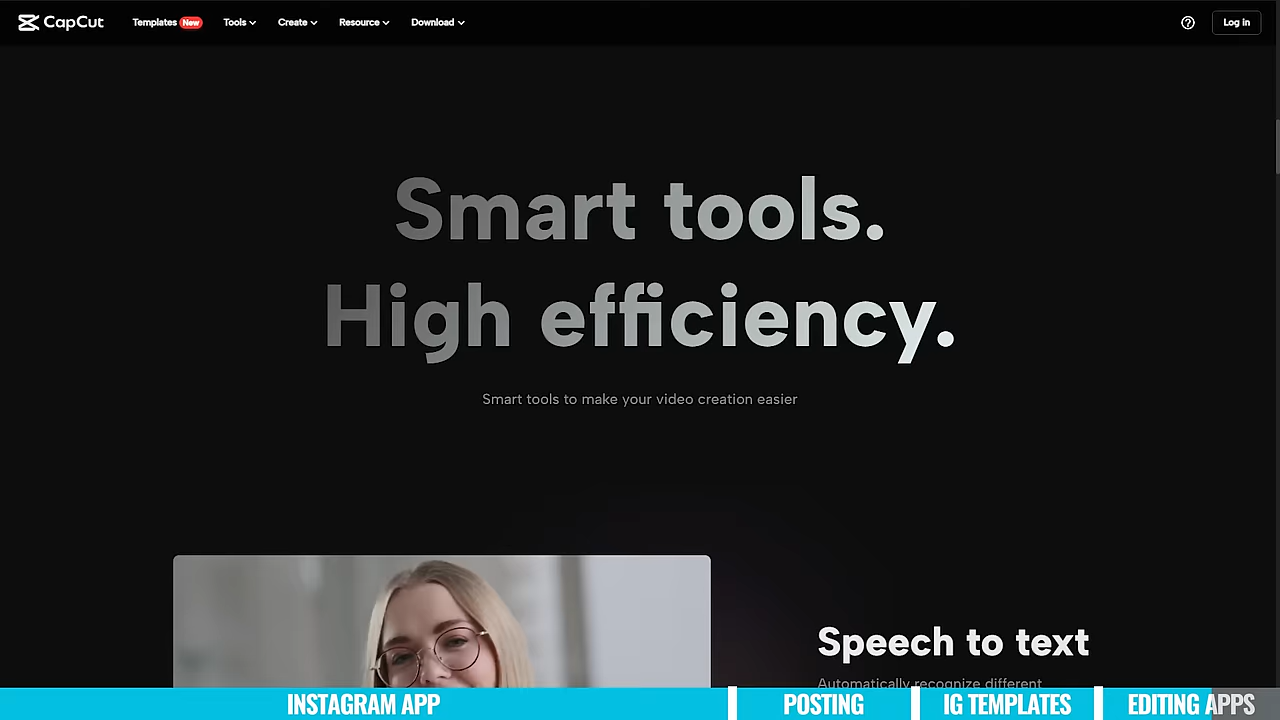 CapCut Templates New Tools Create Resource Download Log in
Smart tools.
High efficiency.
Smart tools to make your video creation easier
Speech to text
Automatically recognize different
INSTAGRAM APP POSTING IG TEMPLATES EDITING APPS